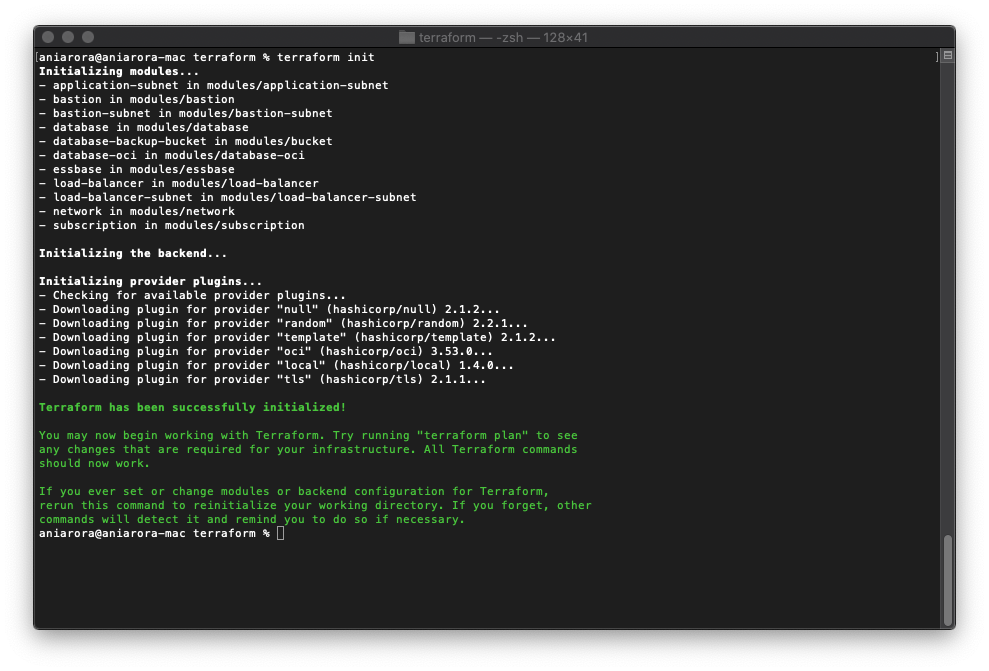 terraform — -zsh — 128×41
[aniarora@aniarora-mac terraform % terraform init ]
Initializing modules...
- application-subnet in modules/application-subnet
- bastion in modules/bastion
- bastion-subnet in modules/bastion-subnet
- database in modules/database
- database-backup-bucket in modules/bucket
- database-oci in modules/database-oci
- essbase in modules/essbase
- load-balancer in modules/load-balancer
- load-balancer-subnet in modules/load-balancer-subnet
- network in modules/network
- subscription in modules/subscription
Initializing the backend...
Initializing provider plugins...
- Checking for available provider plugins...
- Downloading plugin for provider "null" (hashicorp/null) 2.1.2...
- Downloading plugin for provider "random" (hashicorp/random) 2.2.1...
- Downloading plugin for provider "template" (hashicorp/template) 2.1.2...
- Downloading plugin for provider "oci" (hashicorp/oci) 3.53.0...
- Downloading plugin for provider "local" (hashicorp/local) 1.4.0...
- Downloading plugin for provider "tls" (hashicorp/tls) 2.1.1...
Terraform has been successfully initialized!
You may now begin working with Terraform. Try running "terraform plan" to see
any changes that are required for your infrastructure. All Terraform commands
should now work.
If you ever set or change modules or backend configuration for Terraform,
rerun this command to reinitialize your working directory. If you forget, other
commands will detect it and remind you to do so if necessary.
aniarora@aniarora-mac terraform %